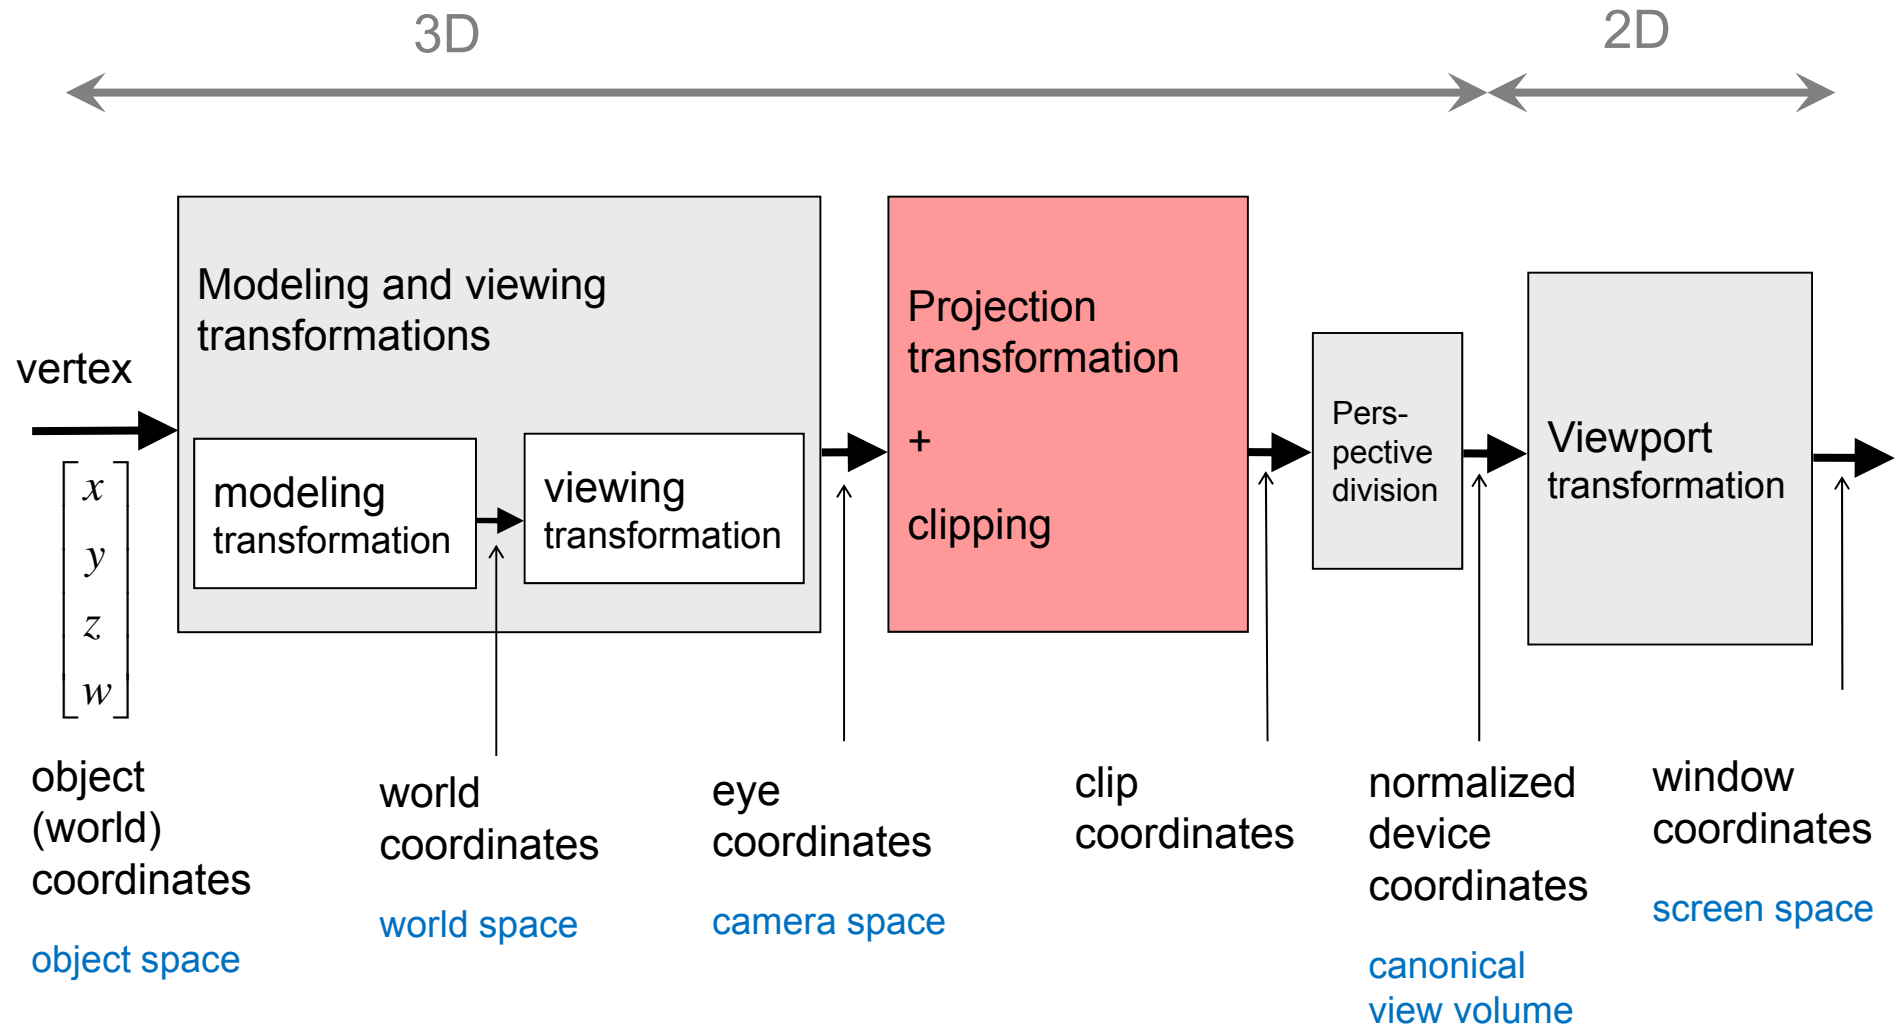 3D
2D
Modeling and viewing
transformations
vertex
x
y
z
w
modeling
transformation
viewing
transformation
Projection
transformation
+
clipping
Pers-
pective
division
Viewport
transformation
object
(world)
coordinates
object space
world
coordinates
world space
eye
coordinates
camera space
clip
coordinates
normalized
device
coordinates
canonical
view volume
window
coordinates
screen space